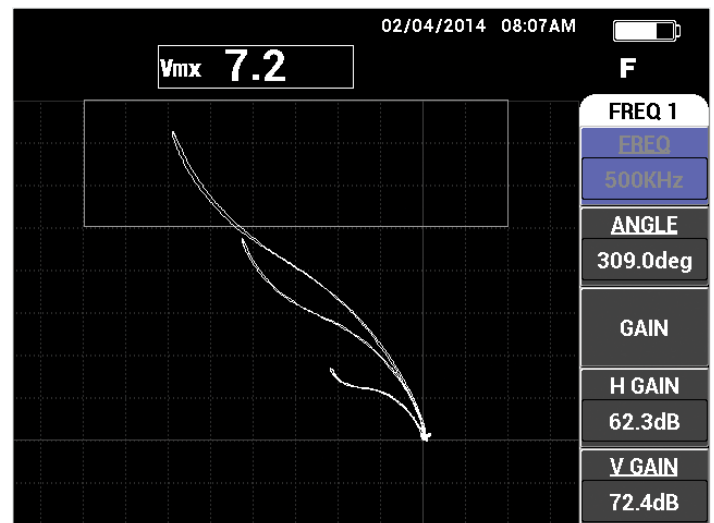 02/04/2014 08:07AM
Vmx 7.2
F
FREQ 1
FREQ
500KHz
ANGLE
309.0deg
GAIN
H GAIN
62.3dB
V GAIN
72.4dB